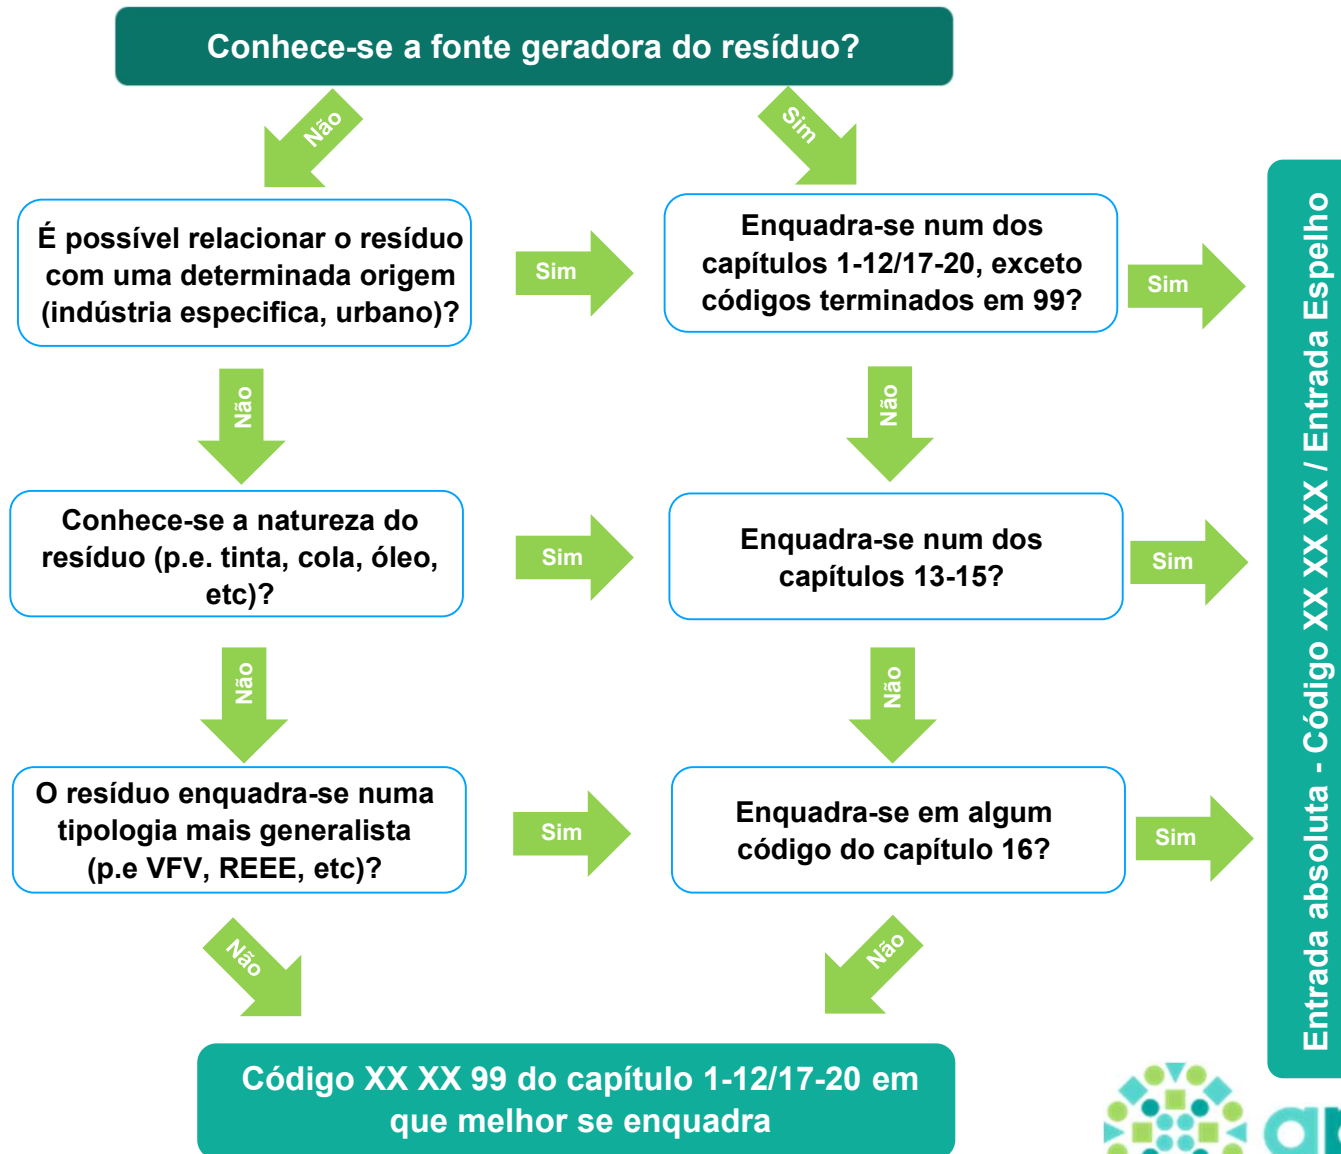 Conhece-se a fonte geradora do resíduo?
Não
Sim
É possível relacionar o resíduo
com uma determinada origem
(indústria especifica, urbano)?
Sim
Enquadra-se num dos
capítulos 1-12/17-20, exceto
códigos terminados em 99?
Sim
Não
Não
Conhece-se a natureza do
resíduo (p.e. tinta, cola, óleo,
etc)?
Sim
Enquadra-se num dos
capítulos 13-15?
Sim
Não
Não
O resíduo enquadra-se numa
tipologia mais generalista
(p.e VFV, REEE, etc)?
Sim
Enquadra-se em algum
código do capítulo 16?
Sim
Não
Não
Código XX XX 99 do capítulo 1-12/17-20 em
que melhor se enquadra
Entrada absoluta - Código XX XX XX / Entrada Espelho